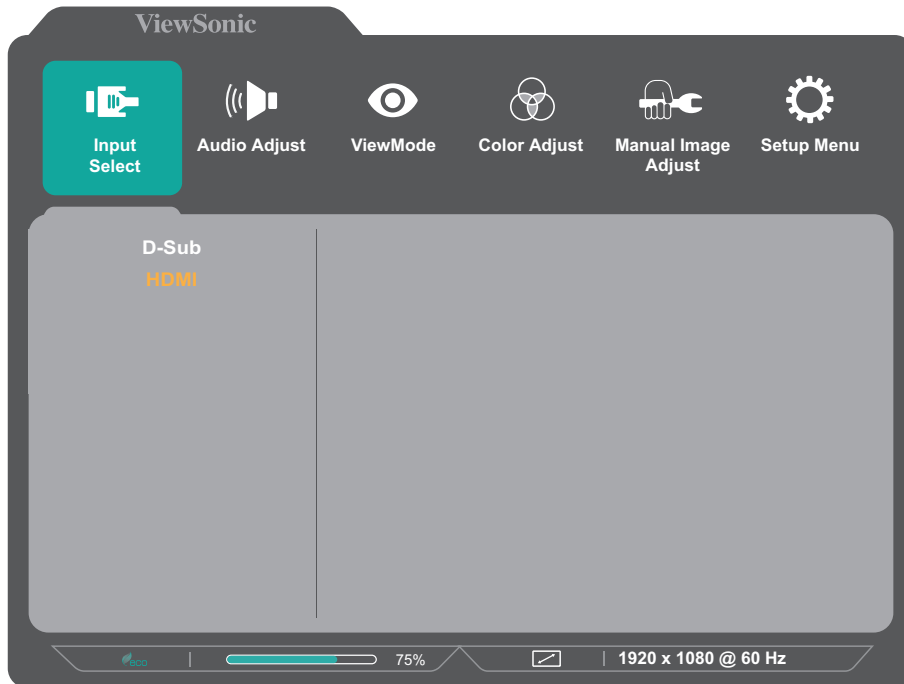 ViewSonic
Input
Select
Audio Adjust
ViewMode
Color Adjust
Manual Image
Adjust
Setup Menu
D-Sub
HDMI
eco
75%
1920 x 1080 @ 60 Hz